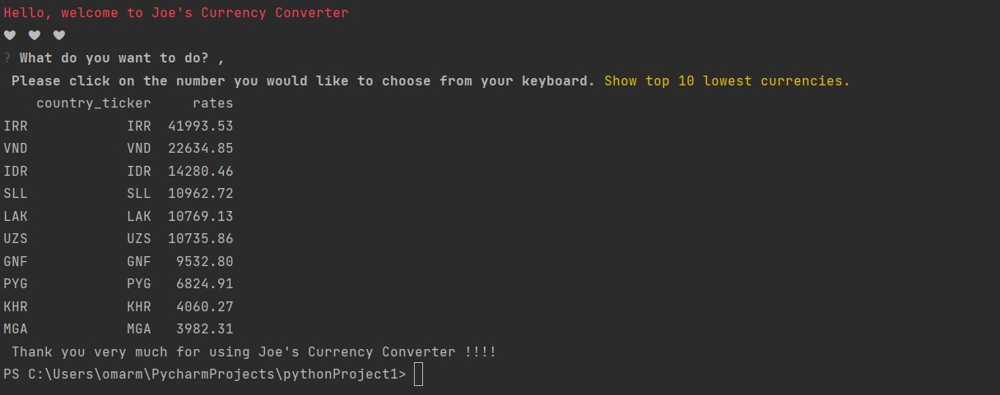 Hello, welcome to Joe's Currency Converter
♥ ♥ ♥
? What do you want to do? ,
Please click on the number you would like to choose from your keyboard. Show top 10 lowest currencies.
country_ticker rates
IRR IRR 41993.53
VND VND 22634.85
IDR IDR 14280.46
SLL SLL 10962.72
LAK LAK 10769.13
UZS UZS 10735.86
GNF GNF 9532.80
PYG PYG 6824.91
KHR KHR 4060.27
MGA MGA 3982.31
Thank you very much for using Joe's Currency Converter !!!!
PS C:\Users\omarm\PycharmProjects\pythonProject1>